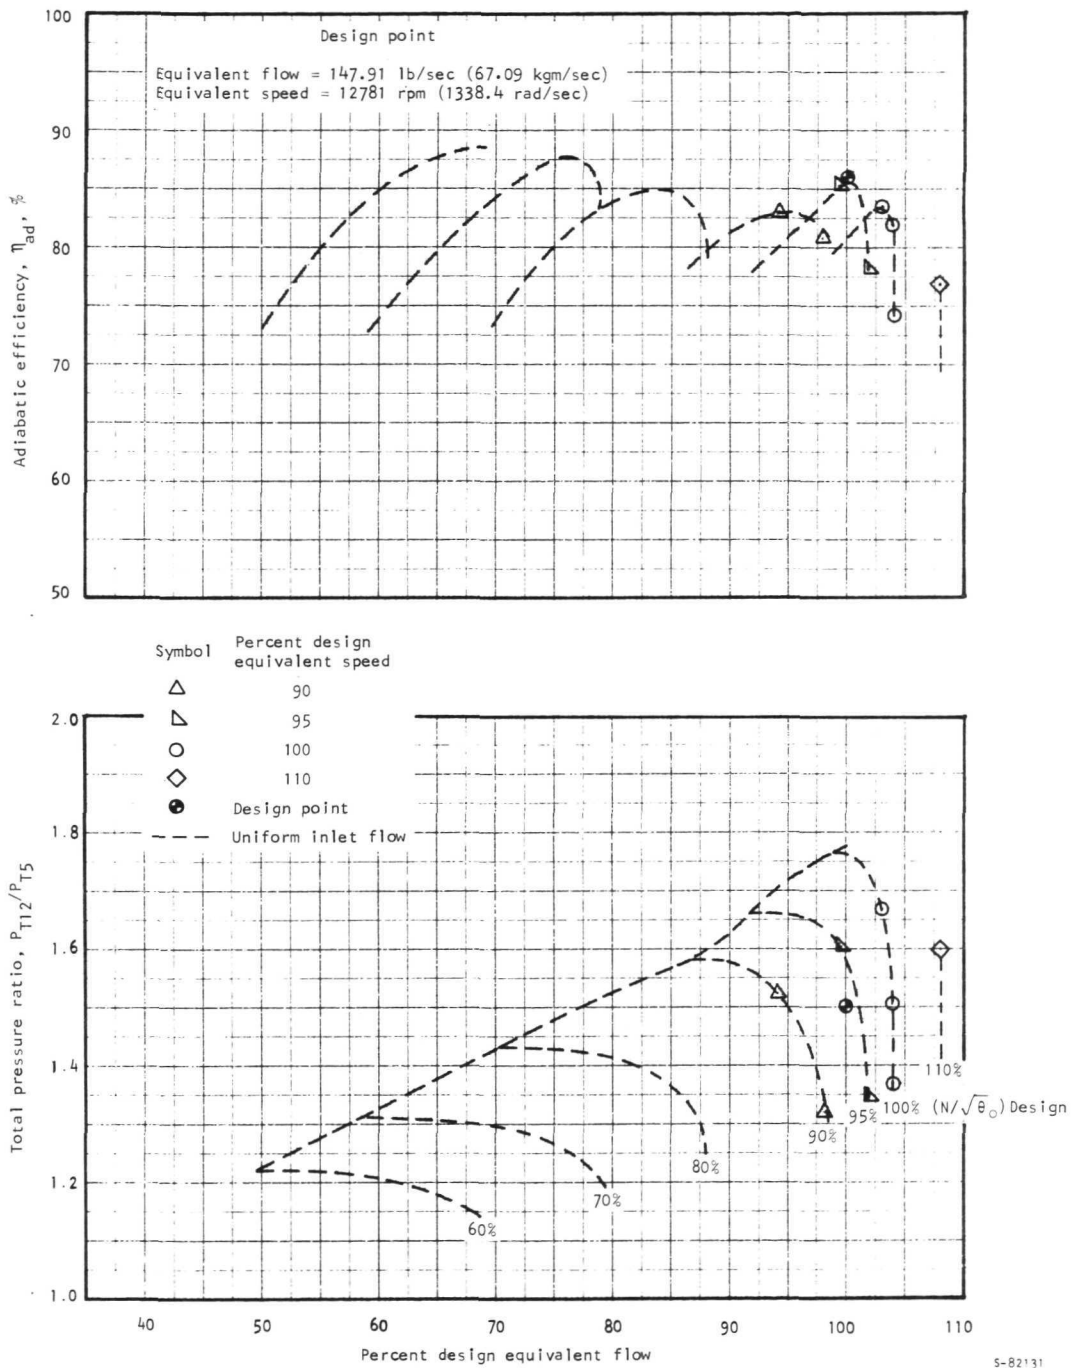 100
90
80
70
60
50
Adiabatic efficiency, ηad, %
Design point
Equivalent flow = 147.91 lb/sec (67.09 kgm/sec)
Equivalent speed = 12781 rpm (1338.4 rad/sec)
Symbol Percent design
equivalent speed
90
95
100
110
Design point
Uniform inlet flow
2.0
1.8
1.6
1.4
1.2
1.0
Total pressure ratio, PT12/PT5
110%
100% (N/√θo) Design
95%
90%
80%
70%
60%
40 50 60 70 80 90 100 110
Percent design equivalent flow
S-82131